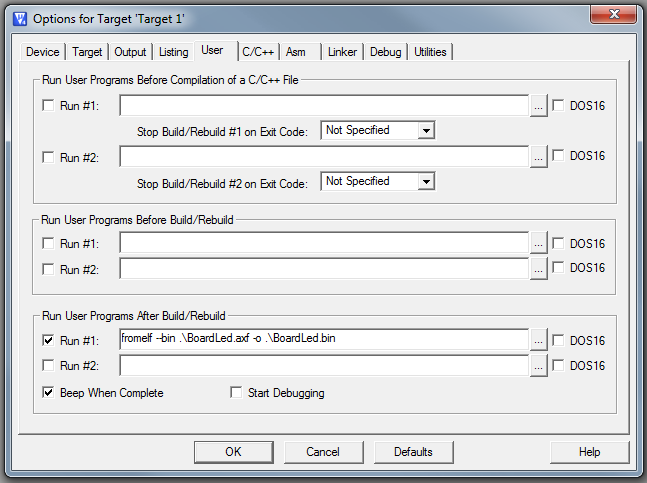 Options for Target 'Target 1'
Device Target Output Listing User C/C++ Asm Linker Debug Utilities
Run User Programs Before Compilation of a C/C++ File
Run #1: ... DOS16
Stop Build/Rebuild #1 on Exit Code: Not Specified
Run #2: ... DOS16
Stop Build/Rebuild #2 on Exit Code: Not Specified
Run User Programs Before Build/Rebuild
Run #1: ... DOS16
Run #2: ... DOS16
Run User Programs After Build/Rebuild
Run #1: fromelf --bin .\BoardLed.axf -o .\BoardLed.bin ... DOS16
Run #2: ... DOS16
Beep When Complete Start Debugging
OK Cancel Defaults Help